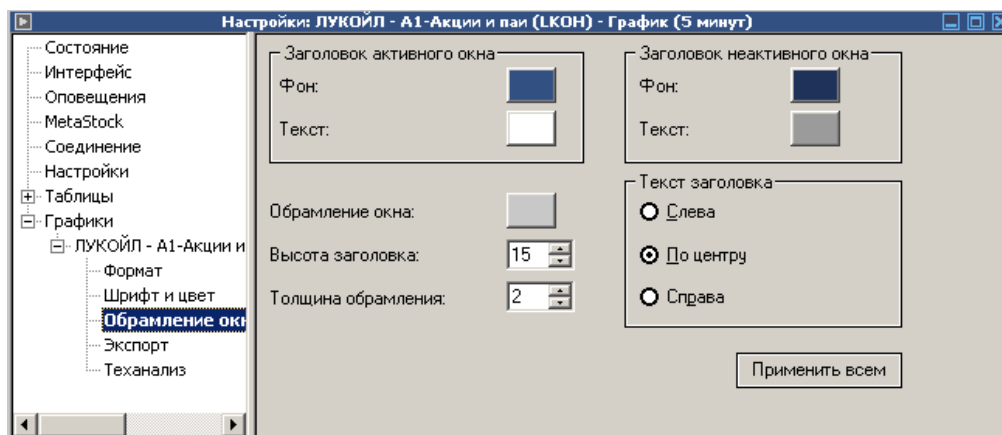 Настройки: ЛУКОЙЛ - А1-Акции и паи (LKOH) - График (5 минут)
Состояние
Интерфейс
Оповещения
MetaStock
Соединение
Настройки
Таблицы
Графики
ЛУКОЙЛ - А1-Акции и
Формат
Шрифт и цвет
Обрамление окн
Экспорт
Теханализ
Заголовок активного окна
Фон:
Текст:
Заголовок неактивного окна
Фон:
Текст:
Обрамление окна:
Высота заголовка: 15
Толщина обрамления: 2
Текст заголовка
Слева
По центру
Справа
Применить всем